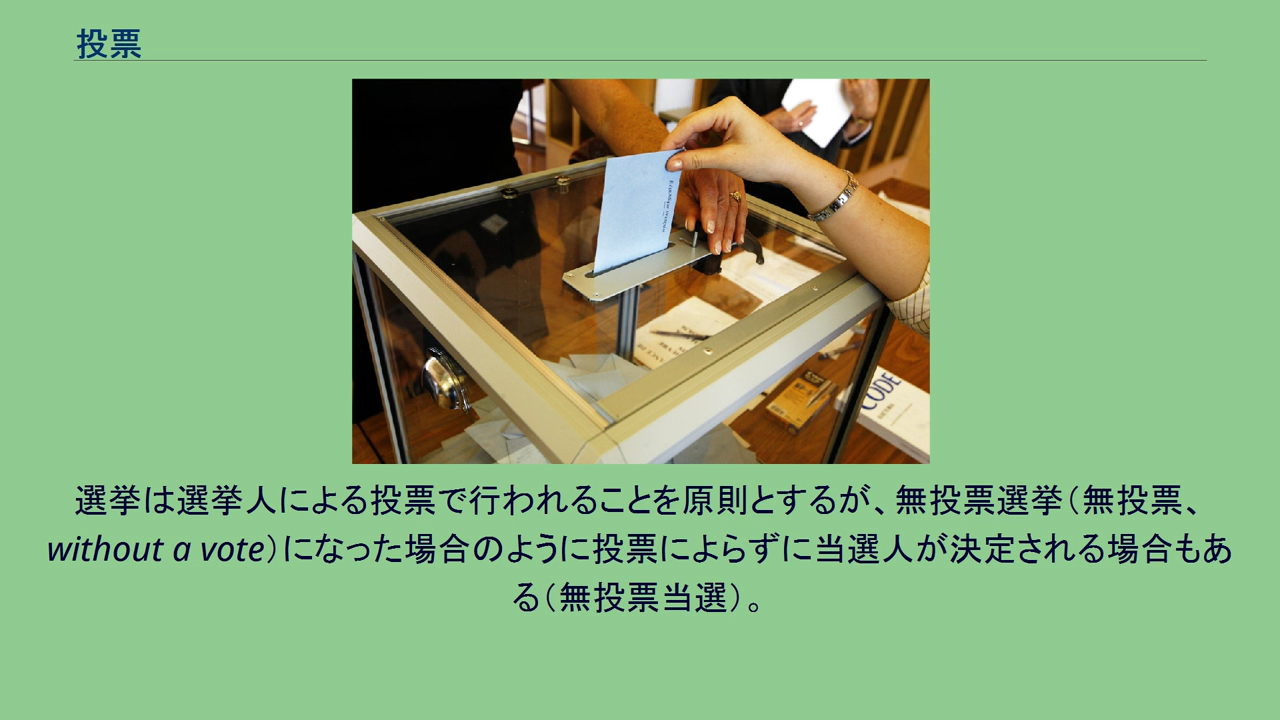 投票
CODE
選挙は選挙人による投票で行われることを原則とするが、無投票選挙（無投票、
without a vote）になった場合のように投票によらずに当選人が決定される場合もあ
る（無投票当選）。